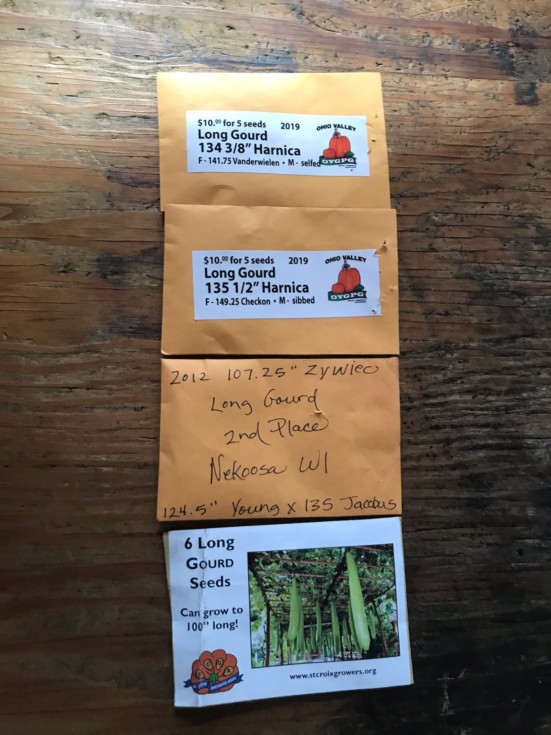 $10.00 for 5 seeds 2019
Long Gourd
134 3/8" Harnica
F - 141.75 Vanderwielen • M - selfed
OHIO VALLEY
OVGPG
$10.00 for 5 seeds 2019
Long Gourd
135 1/2" Harnica
F - 149.25 Checkon • M - sibbed
OHIO VALLEY
OVGPG
2012 107.25" Zywiec
Long Gourd
2nd Place
Nekoosa WI
124.5" Young x 135 Jacobus
6 Long
Gourd
Seeds
Can grow to
100" long!
www.stcroixgrowers.org